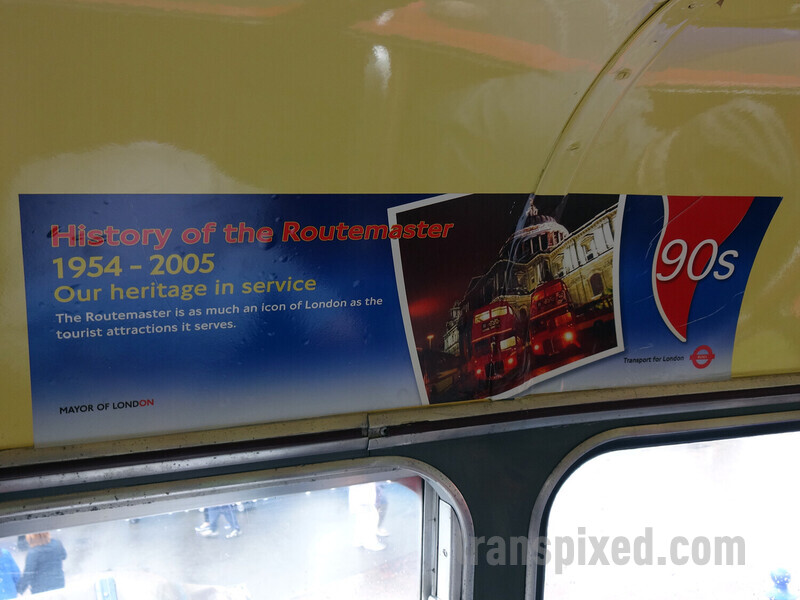 History of the Routemaster
1954 - 2005
Our heritage in service
The Routemaster is as much an icon of London as the
tourist attractions it serves.
90s
Transport for London
MAYOR OF LONDON
transpixed.com